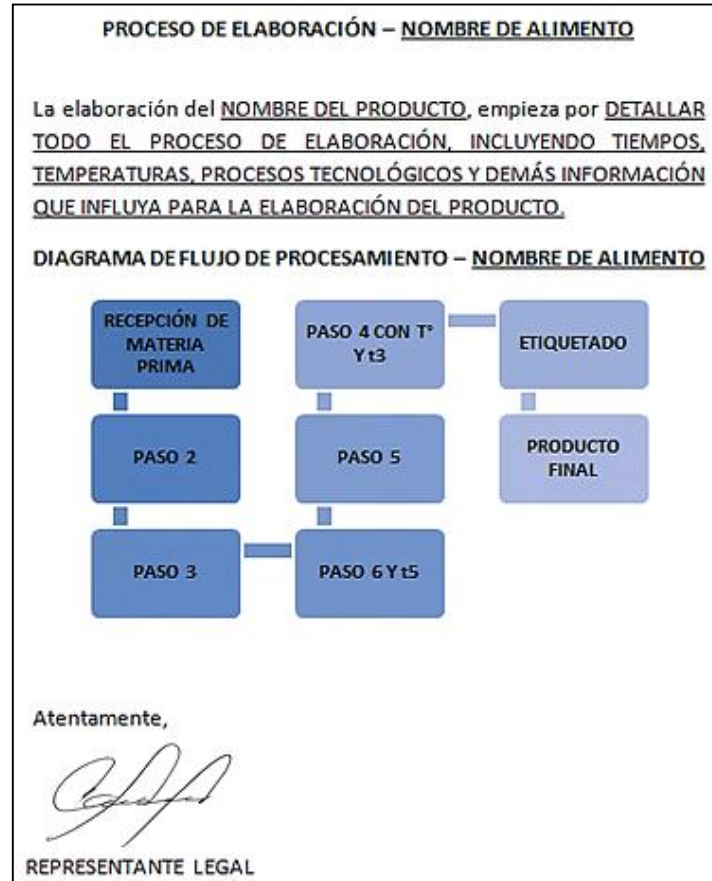 PROCESO DE ELABORACIÓN – NOMBRE DE ALIMENTO
La elaboración del NOMBRE DEL PRODUCTO, empieza por DETALLAR
TODO EL PROCESO DE ELABORACIÓN, INCLUYENDO TIEMPOS,
TEMPERATURAS, PROCESOS TECNOLÓGICOS Y DEMÁS INFORMACIÓN
QUE INFLUYA PARA LA ELABORACIÓN DEL PRODUCTO.
DIAGRAMA DE FLUJO DE PROCESAMIENTO – NOMBRE DE ALIMENTO
RECEPCIÓN DE
MATERIA
PRIMA
PASO 2
PASO 3
PASO 4 CON T°
Y t3
PASO 5
PASO 6 Y t5
ETIQUETADO
PRODUCTO
FINAL
Atentamente,
REPRESENTANTE LEGAL